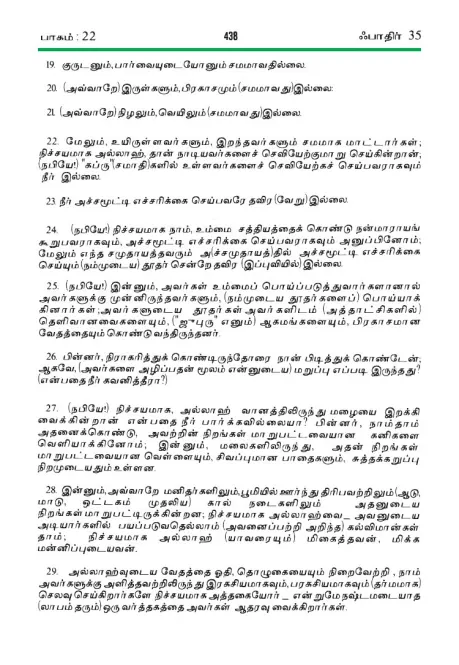 பாகம் : 22 438 ஃபாதிர் 35
19. குருடனும்,பார்வையுடையோனும் சமமாவதில்லை.
20. (அவ்வாறே)இருள்களும்,பிரகாசமும்(சமமாவது)இல்லை:
21. (அவ்வாறே)நிழலும்,வெயிலும்(சமமாவது)இல்லை.
22. மேலும், உயிருள்ளவர்களும், இறந்தவர்களும் சமமாக மாட்டார்கள்;
நிச்சயமாக அல்லாஹ், தான் நாடியவர்களைச் செவியேற்குமாறு செய்கின்றான்;
(நபியே!) "கப்ரு"(சமாதி)களில் உள்ளவர்களைச் செவியேற்கச் செய்பவராகவும்
நீர் இல்லை.
23. நீர் அச்சமூட்டி எச்சரிக்கை செய்பவரே தவிர (வேறு)இல்லை.
24. (நபியே!) நிச்சயமாக நாம், உம்மை சத்தியத்தைக் கொண்டு நன்மாராயங்
கூறுபவராகவும், அச்சமூட்டி எச்சரிக்கை செய்பவராகவும் அனுப்பினோம்;
மேலும் எந்த சமுதாயத்தவரும் அ(ச்சமுதாயத்)தில் அச்சமூட்டி எச்சரிக்கை
செய்யும்(நம்முடைய) தூதர் சென்றே தவிர (இப்புவியில்)இல்லை.
25. (நபியே!) இன்னும், அவர்கள் உம்மைப் பொய்ப்படுத்துவார்களானால்
அவர்களுக்கு முன்னிருந்தவர்களும், (நம்முடைய தூதர்களைப்) பொய்யாக்
கினார்கள்;அவர்களுடைய தூதர்கள் அவர்களிடம் (அத்தாட்சிகளில்)
தெளிவானவைகளையும், ("ஜுபுரு" எனும்) ஆகமங்களையும், பிரகாசமான
வேதத்தையும் கொண்டு வந்திருந்தனர்.
26. பின்னர், நிராகரித்துக் கொண்டிருந்தோரை நான் பிடித்துக் கொண்டேன்;
ஆகவே, (அவர்களை அழிப்பதன் மூலம் என்னுடைய) மறுப்பு எப்படி இருந்தது?
(என்பதை நீர் கவனித்தீரா?)
27. (நபியே!) நிச்சயமாக, அல்லாஹ் வானத்திலிருந்து மழையை இறக்கி
வைக்கின்றான் என்பதை நீர் பார்க்கவில்லையா? பின்னர், நாம்தாம்
அதனைக்கொண்டு, அவற்றின் நிறங்கள் மாறுபட்டவையான கனிகளை
வெளியாக்கினோம்; இன்னும், மலைகளிலிருந்து, அதன் நிறங்கள்
மாறுபட்டவையான வெள்ளையும், சிவப்புமான பாதைகளும், சுத்தக்கறுப்பு
நிறமுடையதும் உள்ளன.
28. இன்னும்,அவ்வாறே மனிதர்களிலும்,பூமியில் ஊர்ந்து திரிபவற்றிலும்(ஆடு,
மாடு, ஒட்டகம் முதலிய) கால் நடைகளிலும் அதனுடைய
நிறங்கள் மாறுபட்டிருக்கின்றன; நிச்சயமாக அல்லாஹ்வை_ அவனுடைய
அடியார்களில் பயப்படுவதெல்லாம் (அவனைப்பற்றி அறிந்த) கல்விமான்கள்
தாம்; நிச்சயமாக அல்லாஹ் (யாவரையும்) மிகைத்தவன், மிக்க
மன்னிப்புடையவன்.
29. அல்லாஹ்வுடைய வேதத்தை ஓதி, தொழுகையையும் நிறைவேற்றி , நாம்
அவர்களுக்கு அளித்தவற்றிலிருந்து இரகசியமாகவும்,பரகசியமாகவும் (தர்மமாக)
செலவு செய்கிறார்களே நிச்சயமாக அத்தகையோர் _ என்றுமே நஷ்டமடையாத
(லாபம் தரும்) ஒரு வர்த்தகத்தை அவர்கள் ஆதரவு வைக்கிறார்கள்.